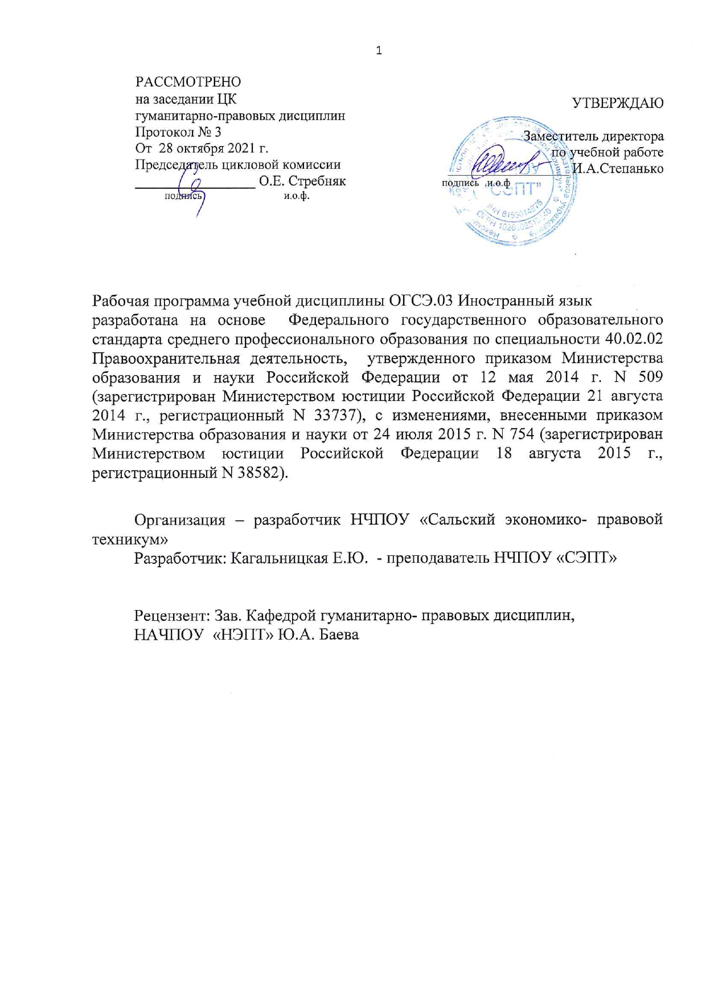 1
РАССМОТРЕНО
на заседании ЦК
гуманитарно-правовых дисциплин
Протокол № 3
От 28 октября 2021 г.
Председатель цикловой комиссии
________________ О.Е. Стребняк
подпись и.о.ф.
УТВЕРЖДАЮ
Заместитель директора
по учебной работе
И.А.Степанько
подпись и.о.ф
"СЭПТ"
Рабочая программа учебной дисциплины ОГСЭ.03 Иностранный язык
разработана на основе Федерального государственного образовательного
стандарта среднего профессионального образования по специальности 40.02.02
Правоохранительная деятельность, утвержденного приказом Министерства
образования и науки Российской Федерации от 12 мая 2014 г. N 509
(зарегистрирован Министерством юстиции Российской Федерации 21 августа
2014 г., регистрационный N 33737), с изменениями, внесенными приказом
Министерства образования и науки от 24 июля 2015 г. N 754 (зарегистрирован
Министерством юстиции Российской Федерации 18 августа 2015 г.,
регистрационный N 38582).
Организация – разработчик НЧПОУ «Сальский экономико- правовой
техникум»
Разработчик: Кагальницкая Е.Ю. - преподаватель НЧПОУ «СЭПТ»
Рецензент: Зав. Кафедрой гуманитарно- правовых дисциплин,
НАЧПОУ «НЭПТ» Ю.А. Баева